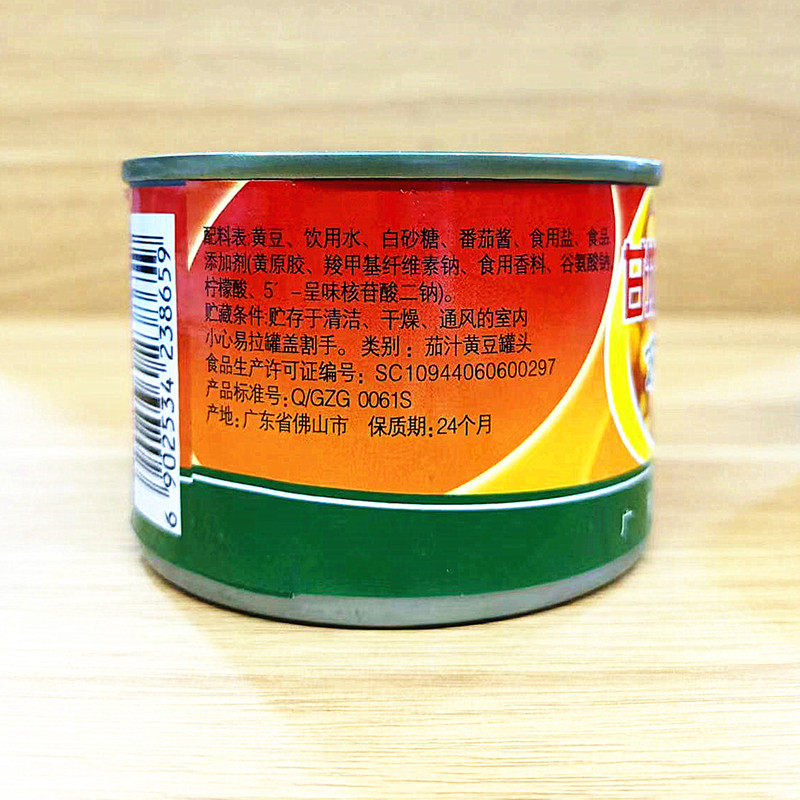 配料表:黄豆、饮用水、白砂糖、番茄酱、食用盐、食品
添加剂(黄原胶、羧甲基纤维素钠、食用香料、谷氨酸钠、
柠檬酸、5′-呈味核苷酸二钠)。
贮藏条件:贮存于清洁、干燥、通风的室内
小心易拉罐盖割手。 类别：茄汁黄豆罐头
食品生产许可证编号：SC10944060600297
产品标准号:Q/GZG 0061S
产地:广东省佛山市 保质期:24个月
6 902534 238659
甘
广